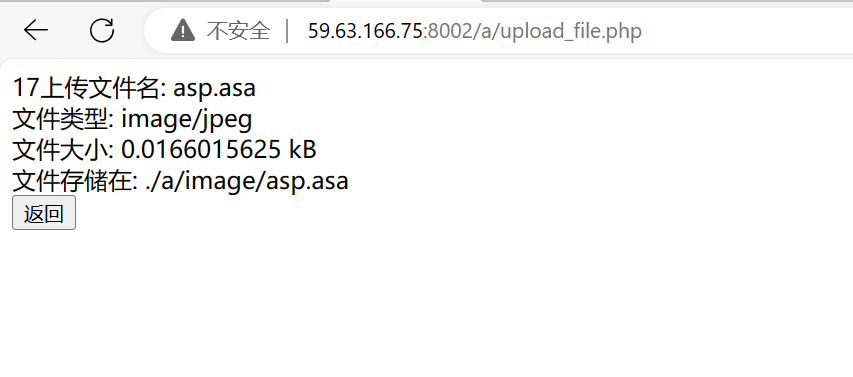 不安全 | 59.63.166.75:8002/a/upload_file.php
17上传文件名: asp.asa
文件类型: image/jpeg
文件大小: 0.0166015625 kB
文件存储在: ./a/image/asp.asa
返回